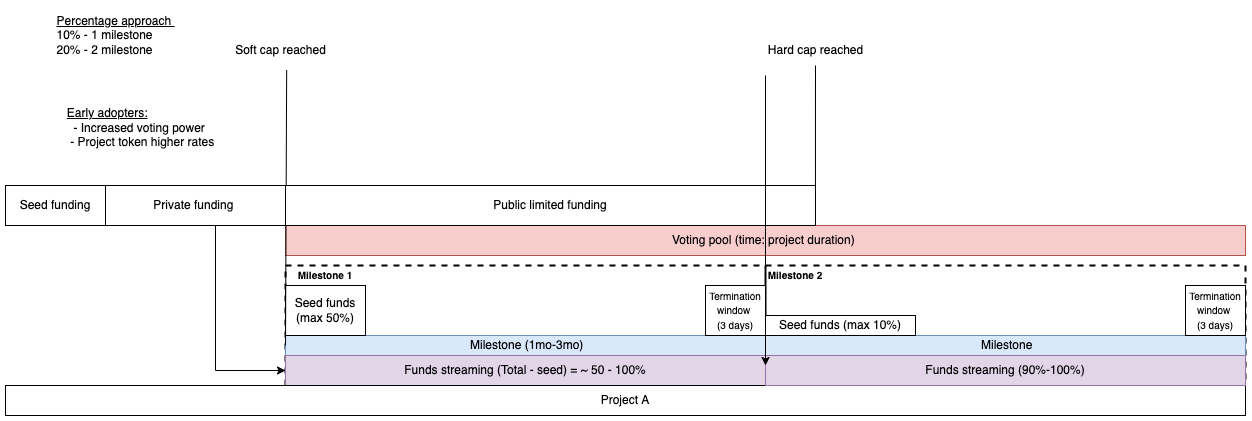 Percentage approach
10% - 1 milestone
20% - 2 milestone
Soft cap reached
Hard cap reached
Early adopters:
- Increased voting power
- Project token higher rates
Seed funding
Private funding
Public limited funding
Voting pool (time: project duration)
Milestone 1
Milestone 2
Seed funds
(max 50%)
Termination
window
(3 days)
Seed funds (max 10%)
Termination
window
(3 days)
Milestone (1mo-3mo)
Milestone
Funds streaming (Total - seed) = ~ 50 - 100%
Funds streaming (90%-100%)
Project A